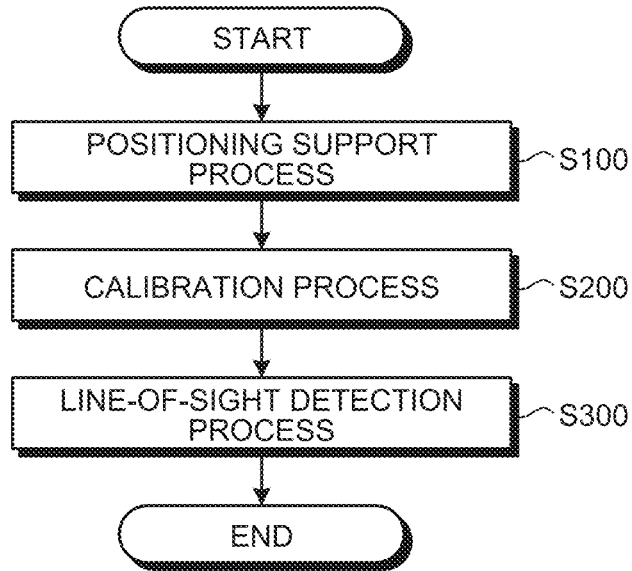 START
POSITIONING SUPPORT
PROCESS
S100
CALIBRATION PROCESS
S200
LINE-OF-SIGHT DETECTION
PROCESS
S300
END